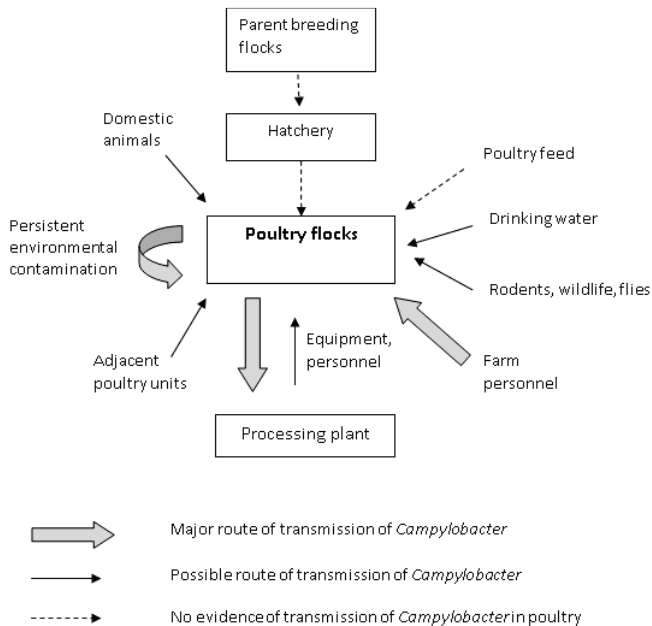 Parent breeding
flocks
Hatchery
Domestic
animals
Poultry feed
Persistent
environmental
contamination
Poultry flocks
Drinking water
Rodents, wildlife, flies
Adjacent
poultry units
Equipment,
personnel
Farm
personnel
Processing plant
Major route of transmission of Campylobacter
Possible route of transmission of Campylobacter
No evidence of transmission of Campylobacter in poultry